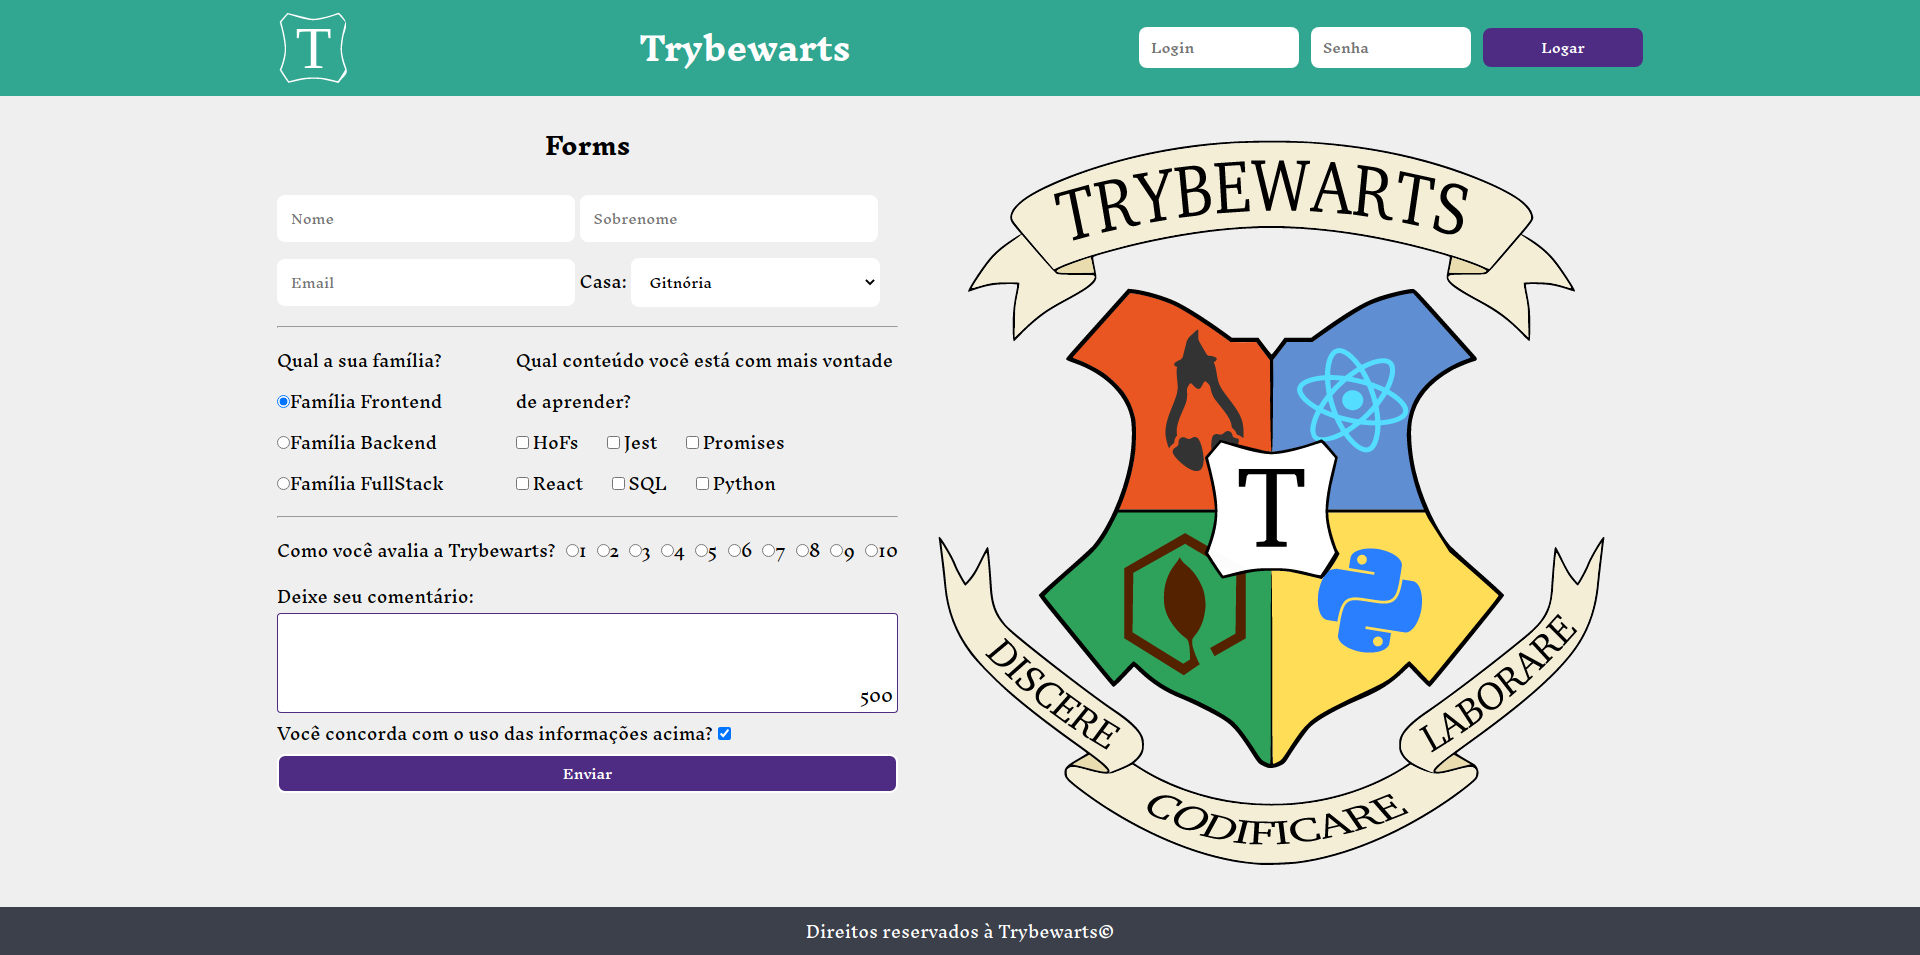 T
Trybewarts
Login
Senha
Logar
Forms
Nome
Sobrenome
Email
Casa:
Gitnória
Qual a sua família?
Família Frontend
Família Backend
Família FullStack
Qual conteúdo você está com mais vontade
de aprender?
HoFs Jest Promises
React SQL Python
Como você avalia a Trybewarts? 1 2 3 4 5 6 7 8 9 10
Deixe seu comentário:
500
Você concorda com o uso das informações acima?
Enviar
TRYBEWARTS
T
DISCERE
CODIFICARE
LABORARE
Direitos reservados à Trybewarts©